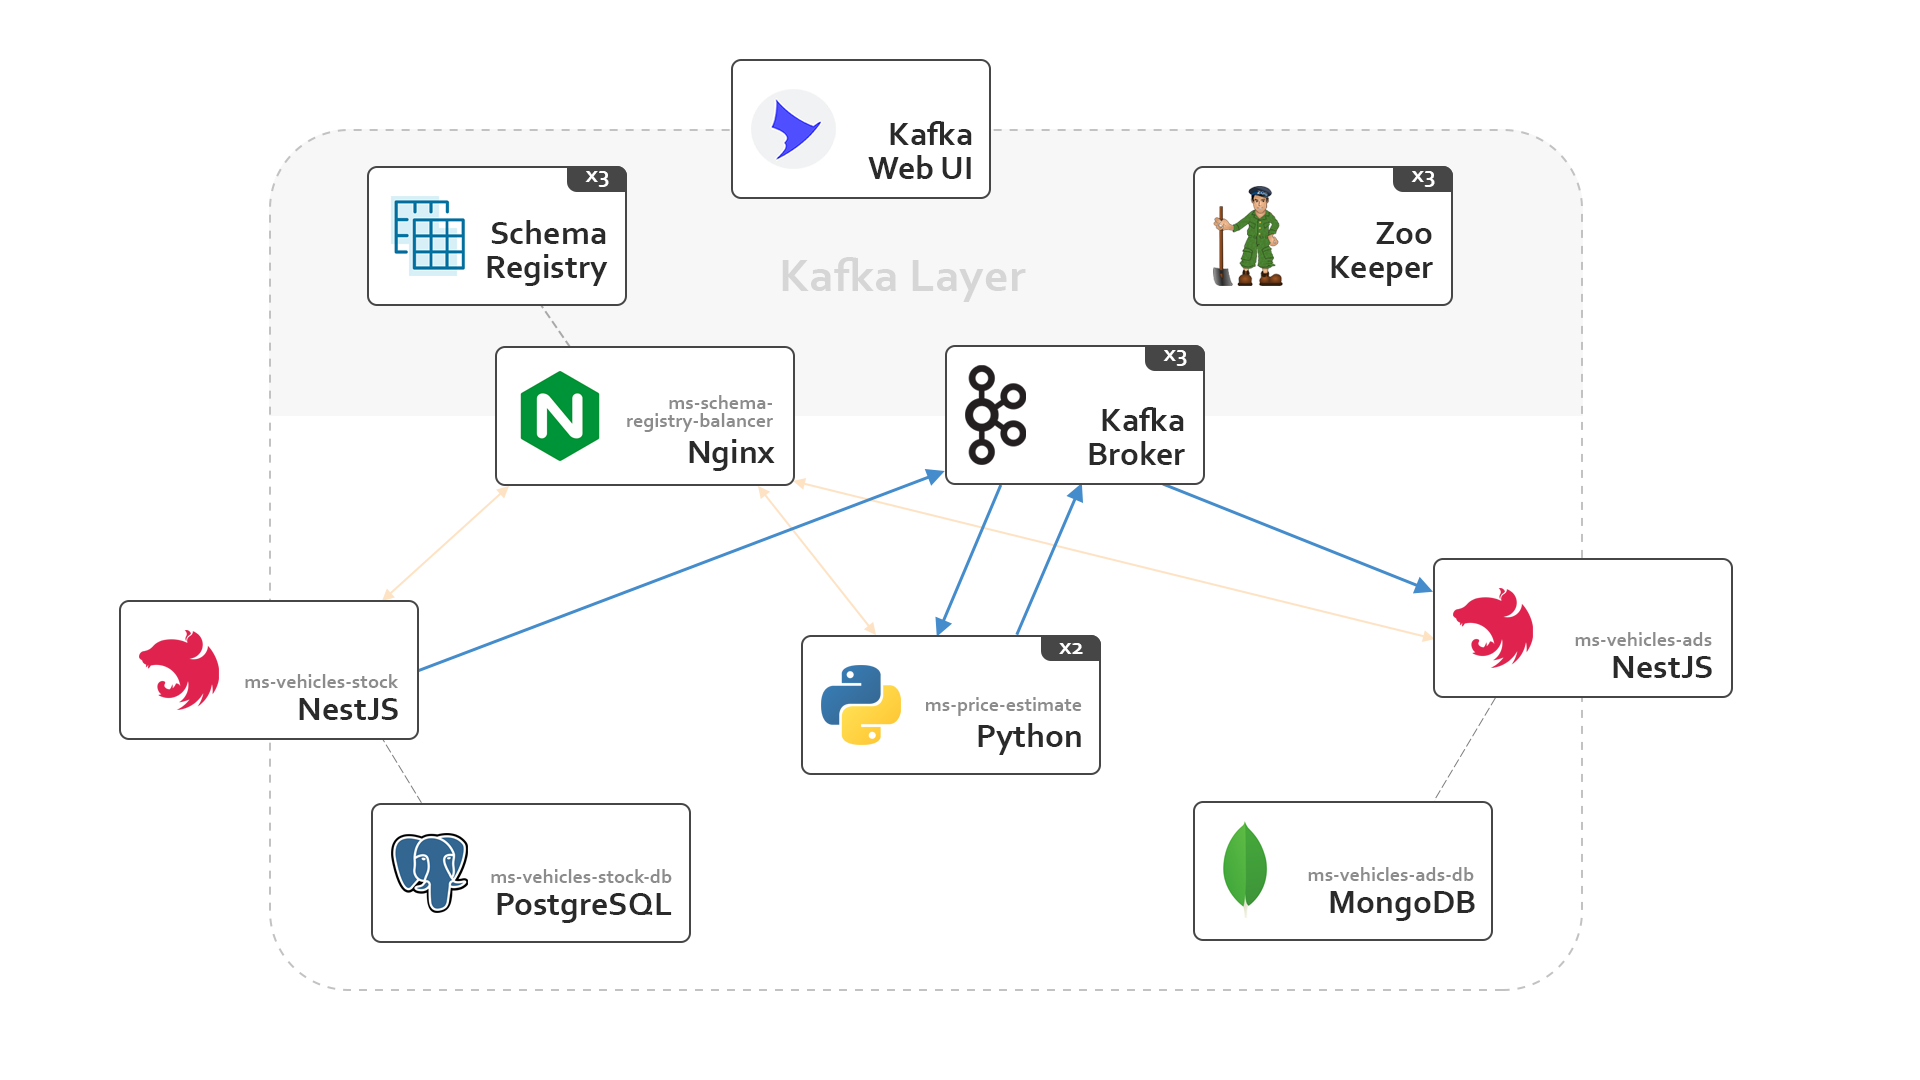 Kafka
Web UI
X3
Schema
Registry
X3
Zoo
Keeper
Kafka Layer
ms-schema-
registry-balancer
Nginx
X3
Kafka
Broker
ms-vehicles-stock
NestJS
X2
ms-price-estimate
Python
ms-vehicles-ads
NestJS
ms-vehicles-stock-db
PostgreSQL
ms-vehicles-ads-db
MongoDB